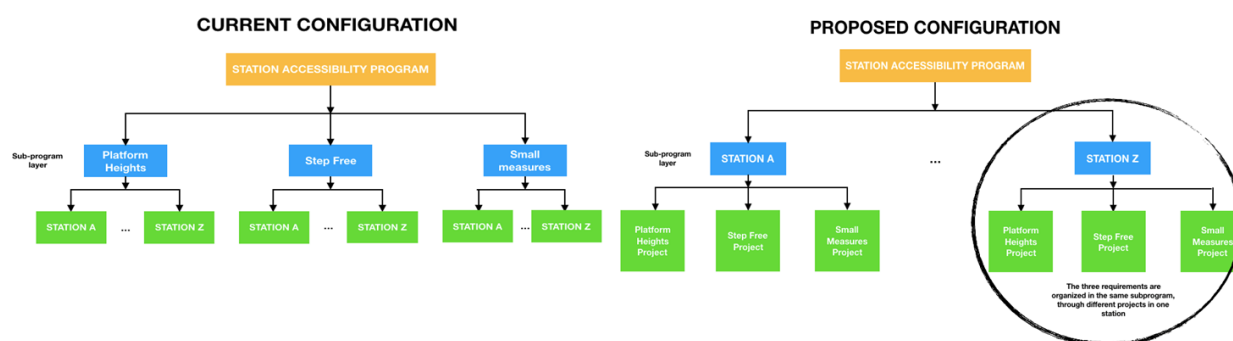 CURRENT CONFIGURATION
STATION ACCESSIBILITY PROGRAM
Sub-program
layer
Platform
Heights
Step Free
Small
measures
STATION A
...
STATION Z
STATION A
...
STATION Z
STATION A
...
STATION Z
PROPOSED CONFIGURATION
STATION ACCESSIBILITY PROGRAM
Sub-program
layer
STATION A
...
STATION Z
Platform
Heights
Project
Step Free
Project
Small
Measures
Project
Platform
Heights
Project
Step Free
Project
Small
Measures
Project
The three requirements are
organized in the same subprogram,
through different projects in one
station